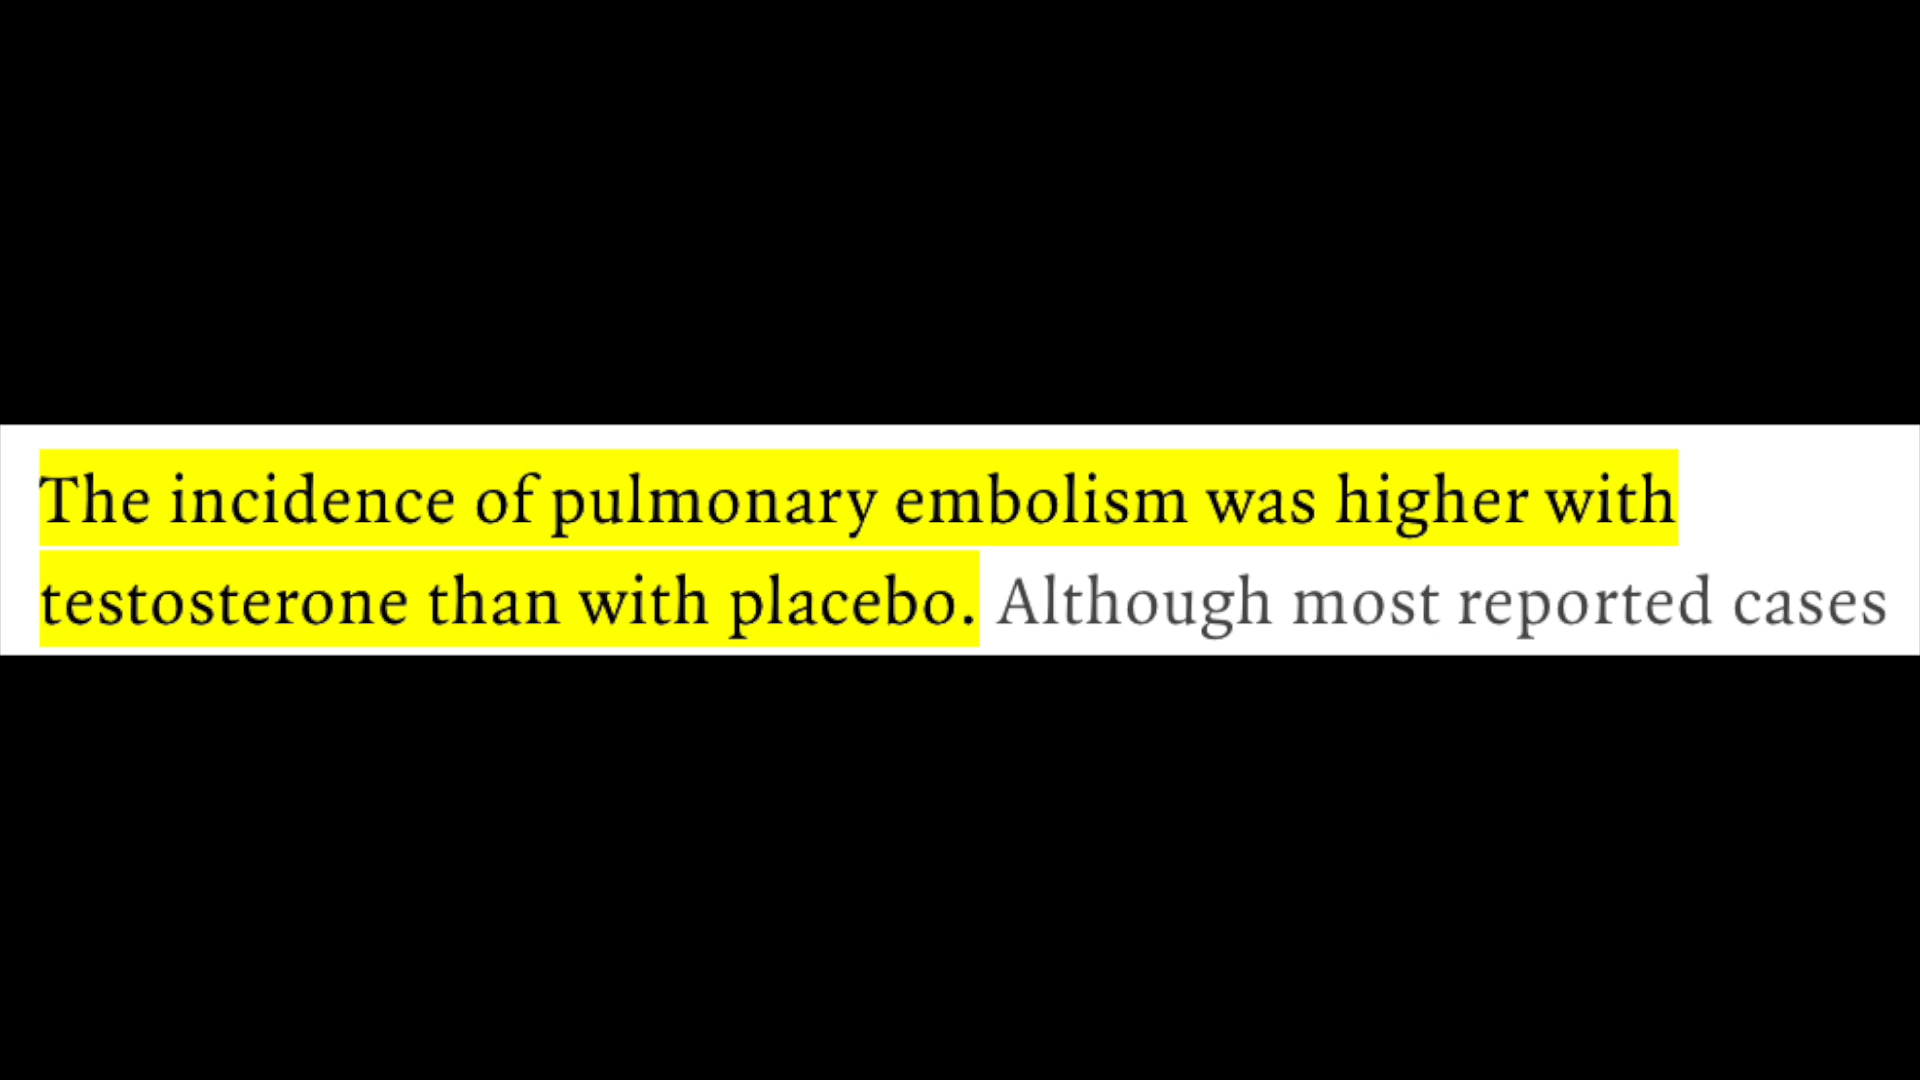 The incidence of pulmonary embolism was higher with
testosterone than with placebo. Although most reported cases